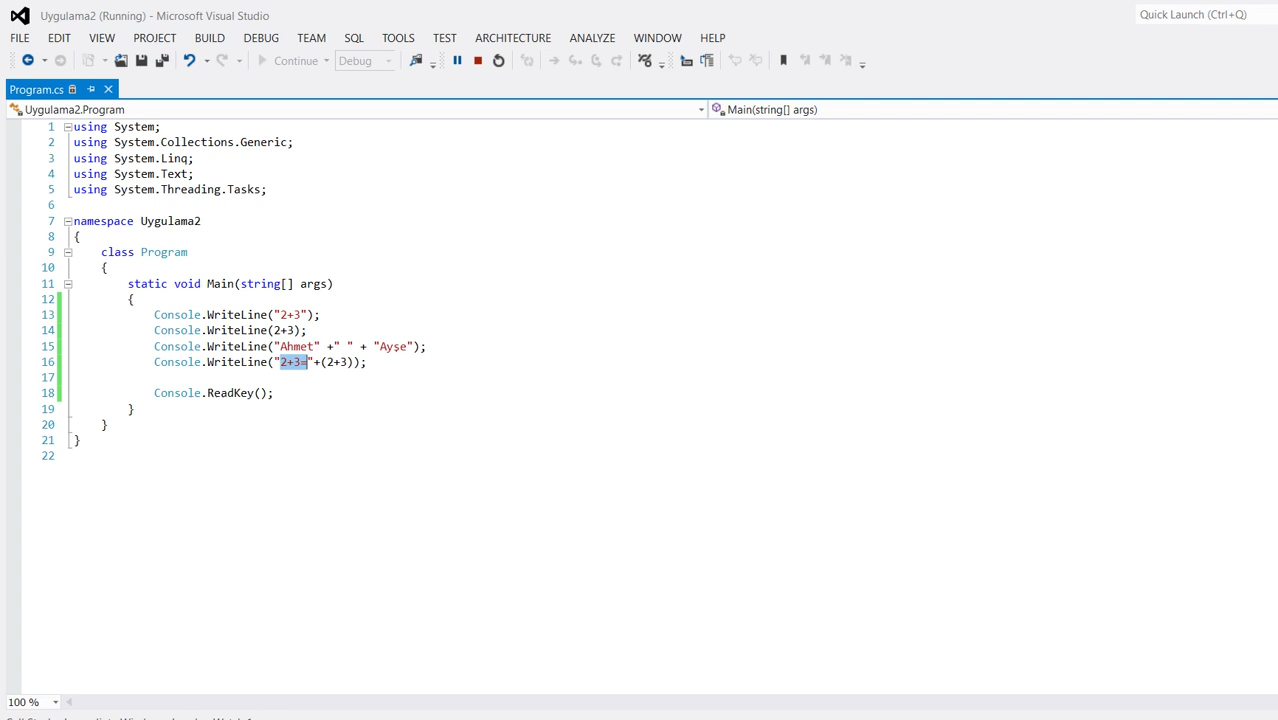 Uygulama2 (Running) - Microsoft Visual Studio
Quick Launch (Ctrl+Q)
FILE EDIT VIEW PROJECT BUILD DEBUG TEAM SQL TOOLS TEST ARCHITECTURE ANALYZE WINDOW HELP
Continue Debug
Program.cs
Uygulama2.Program Main(string[] args)
1 using System;
2 using System.Collections.Generic;
3 using System.Linq;
4 using System.Text;
5 using System.Threading.Tasks;
6
7 namespace Uygulama2
8 {
9 class Program
10 {
11 static void Main(string[] args)
12 {
13 Console.WriteLine("2+3");
14 Console.WriteLine(2+3);
15 Console.WriteLine("Ahmet" +" " + "Ayşe");
16 Console.WriteLine("2+3="+(2+3));
17
18 Console.ReadKey();
19 }
20 }
21 }
22
100 %